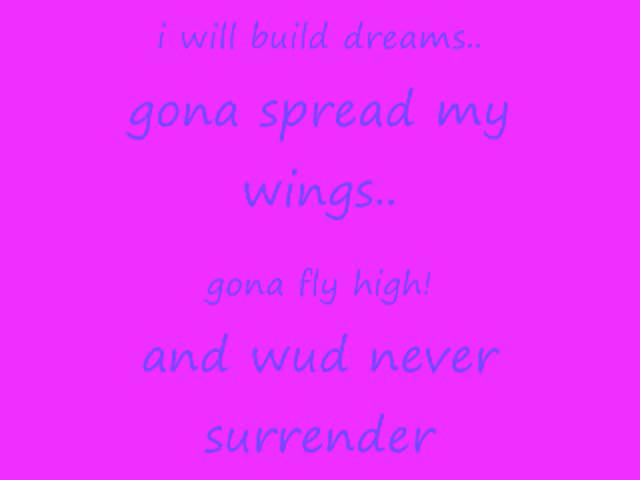 i will build dreams..
gona spread my
wings..
gona fly high!
and wud never
surrender